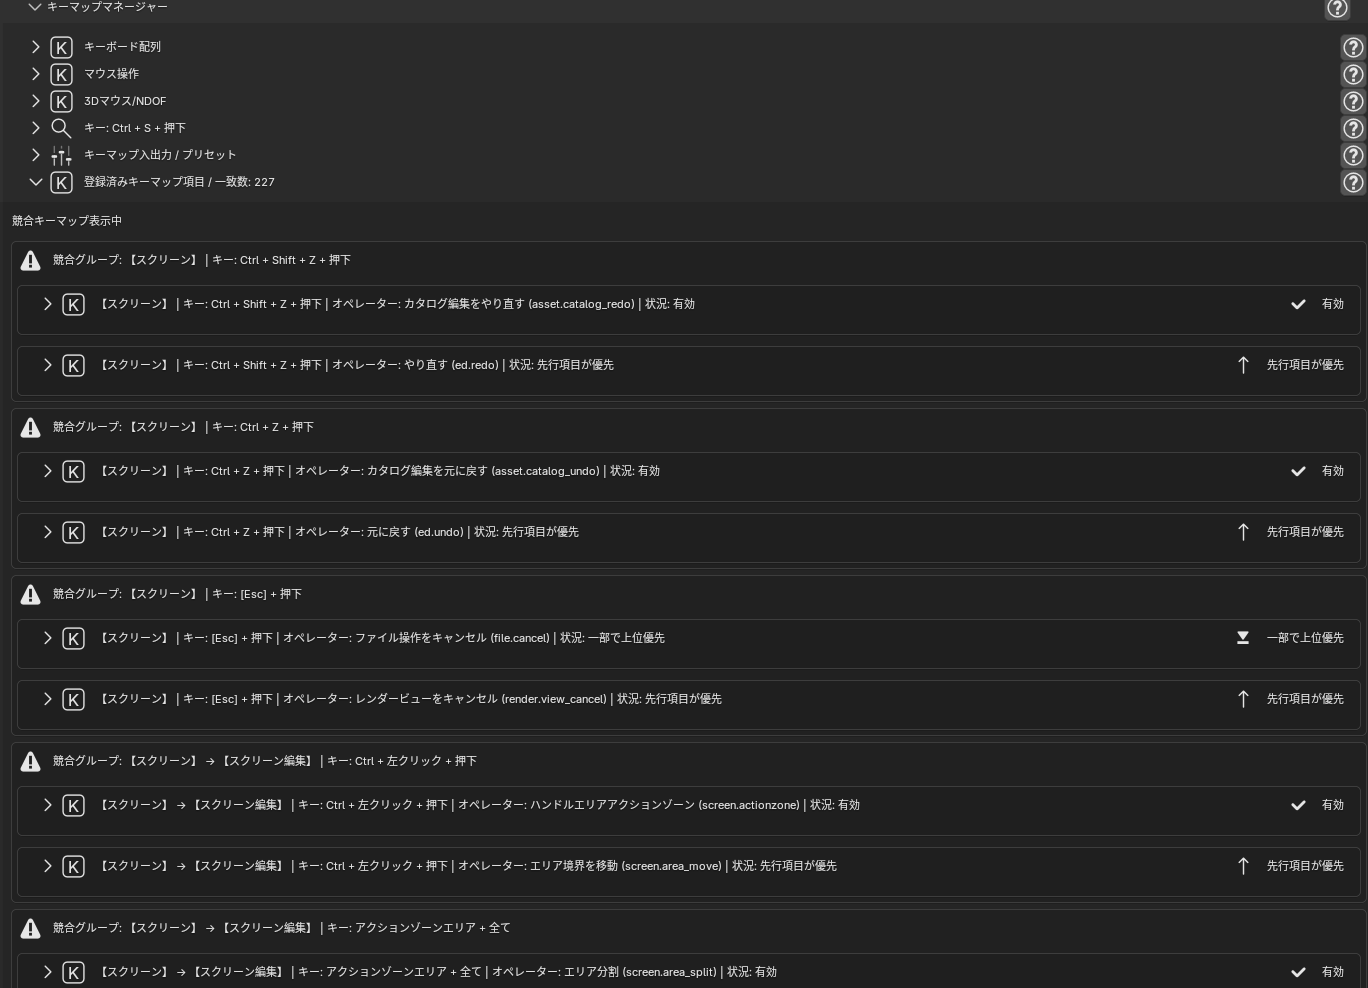 キーマップマネージャー
キーボード配列
マウス操作
3Dマウス/NDOF
キー: Ctrl + S + 押下
キーマップ入出力 / プリセット
登録済みキーマップ項目 / 一致数: 227
競合キーマップ表示中
競合グループ: 【スクリーン】 | キー: Ctrl + Shift + Z + 押下
【スクリーン】 | キー: Ctrl + Shift + Z + 押下 | オペレーター: カタログ編集をやり直す (asset.catalog_redo) | 状況: 有効 有効
【スクリーン】 | キー: Ctrl + Shift + Z + 押下 | オペレーター: やり直す (ed.redo) | 状況: 先行項目が優先 先行項目が優先
競合グループ: 【スクリーン】 | キー: Ctrl + Z + 押下
【スクリーン】 | キー: Ctrl + Z + 押下 | オペレーター: カタログ編集を元に戻す (asset.catalog_undo) | 状況: 有効 有効
【スクリーン】 | キー: Ctrl + Z + 押下 | オペレーター: 元に戻す (ed.undo) | 状況: 先行項目が優先 先行項目が優先
競合グループ: 【スクリーン】 | キー: [Esc] + 押下
【スクリーン】 | キー: [Esc] + 押下 | オペレーター: ファイル操作をキャンセル (file.cancel) | 状況: 一部で上位優先 一部で上位優先
【スクリーン】 | キー: [Esc] + 押下 | オペレーター: レンダービューをキャンセル (render.view_cancel) | 状況: 先行項目が優先 先行項目が優先
競合グループ: 【スクリーン】 → 【スクリーン編集】 | キー: Ctrl + 左クリック + 押下
【スクリーン】 → 【スクリーン編集】 | キー: Ctrl + 左クリック + 押下 | オペレーター: ハンドルエリアアクションゾーン (screen.actionzone) | 状況: 有効 有効
【スクリーン】 → 【スクリーン編集】 | キー: Ctrl + 左クリック + 押下 | オペレーター: エリア境界を移動 (screen.area_move) | 状況: 先行項目が優先 先行項目が優先
競合グループ: 【スクリーン】 → 【スクリーン編集】 | キー: アクションゾーンエリア + 全て
【スクリーン】 → 【スクリーン編集】 | キー: アクションゾーンエリア + 全て | オペレーター: エリア分割 (screen.area_split) | 状況: 有効 有効